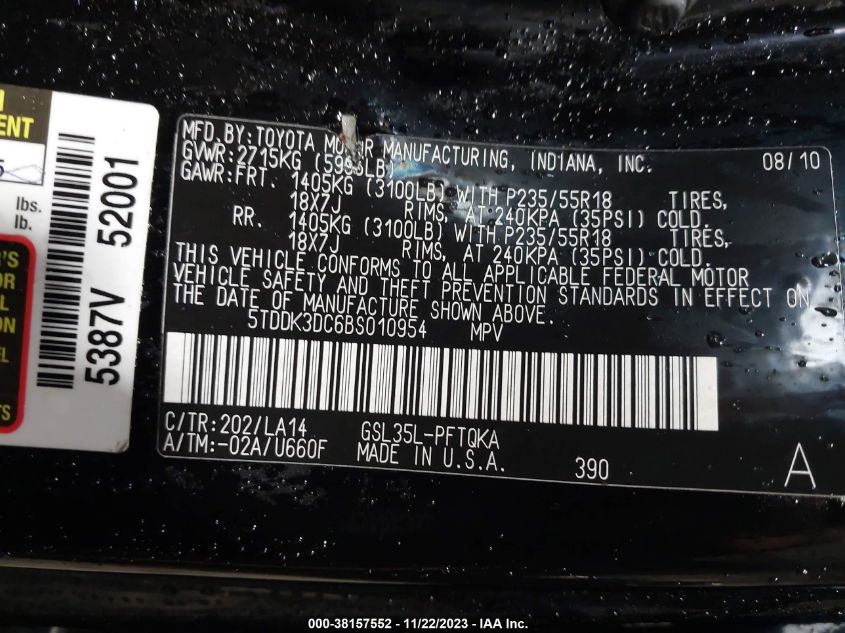 MFD.BY:TOYOTA MOTOR MANUFACTURING, INDIANA, INC. 08/10
GVWR:2715KG (5995LB)
GAWR:FRT. 1405KG (3100LB) WITH P235/55R18 TIRES,
18X7J RIMS, AT 240KPA (35PSI) COLD.
RR. 1405KG (3100LB) WITH P235/55R18 TIRES,
18X7J RIMS, AT 240KPA (35PSI) COLD.
THIS VEHICLE CONFORMS TO ALL APPLICABLE FEDERAL MOTOR
VEHICLE SAFETY AND THEFT PREVENTION STANDARDS IN EFFECT ON
THE DATE OF MANUFACTURE SHOWN ABOVE.
5TDDK3DC6BS010954 MPV
C/TR:202/LA14 GSL35L-PFTQKA
A/TM:-02A/U660F MADE IN U.S.A. 390 A
lbs.
lb.
5387V 52001
000-38157552 - 11/22/2023 - IAA Inc.